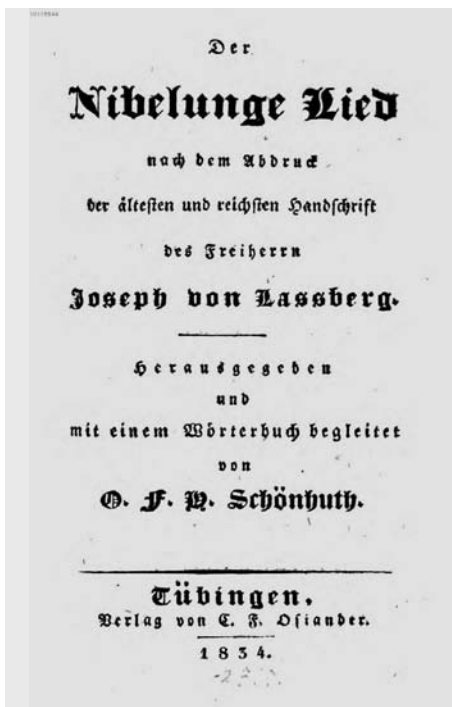 Der
Nibelunge Lied
nach dem Abdruck
der ältesten und reichsten Handschrift
des Freiherrn
Joseph von Lassberg.
Herausgegeben
und
mit einem Wörterbuch begleitet
von
O. F. H. Schönhuth.
Tübingen,
Verlag von C. F. Osiander.
1834.